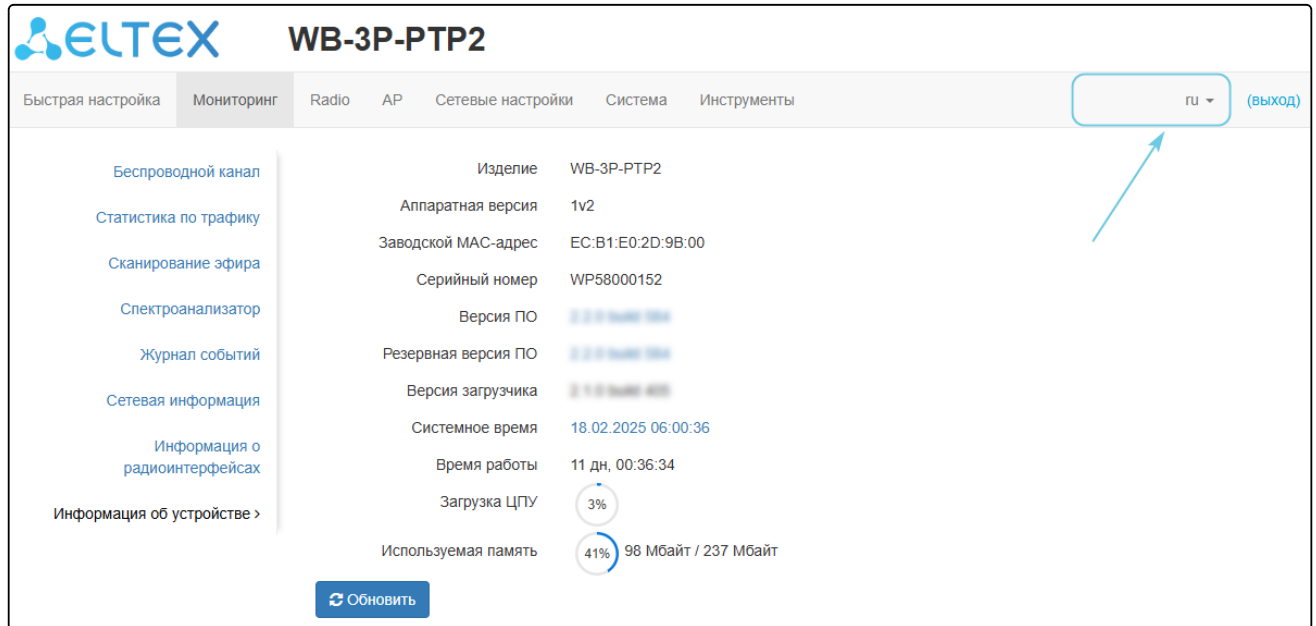 ELTEX WB-3P-PTP2
Быстрая настройка Мониторинг Radio AP Сетевые настройки Система Инструменты ru (выход)
Беспроводной канал
Статистика по трафику
Сканирование эфира
Спектроанализатор
Журнал событий
Сетевая информация
Информация о
радиоинтерфейсах
Информация об устройстве >
Изделие WB-3P-PTP2
Аппаратная версия 1v2
Заводской MAC-адрес EC:B1:E0:2D:9B:00
Серийный номер WP58000152
Версия ПО
Резервная версия ПО
Версия загрузчика
Системное время 18.02.2025 06:00:36
Время работы 11 дн, 00:36:34
Загрузка ЦПУ 3%
Используемая память 41% 98 Мбайт / 237 Мбайт
Обновить